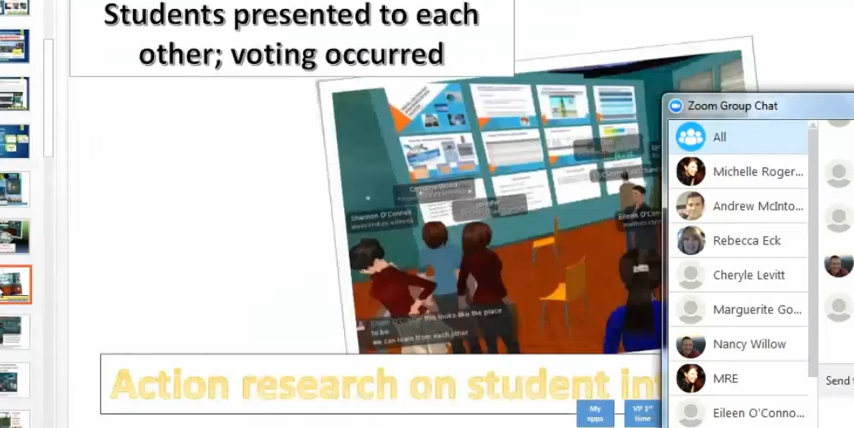 Students presented to each
other; voting occurred
Zoom Group Chat
All
Michelle Roger...
Andrew McInto...
Rebecca Eck
Cheryle Levitt
Marguerite Go...
Nancy Willow
MRE
Eileen O'Conno...
Send t
Shannon O'Connell
Eileen O'Con
this looks like the place
to be
we can learn from each other
Action research on student in
My
apps
VP 1st
time